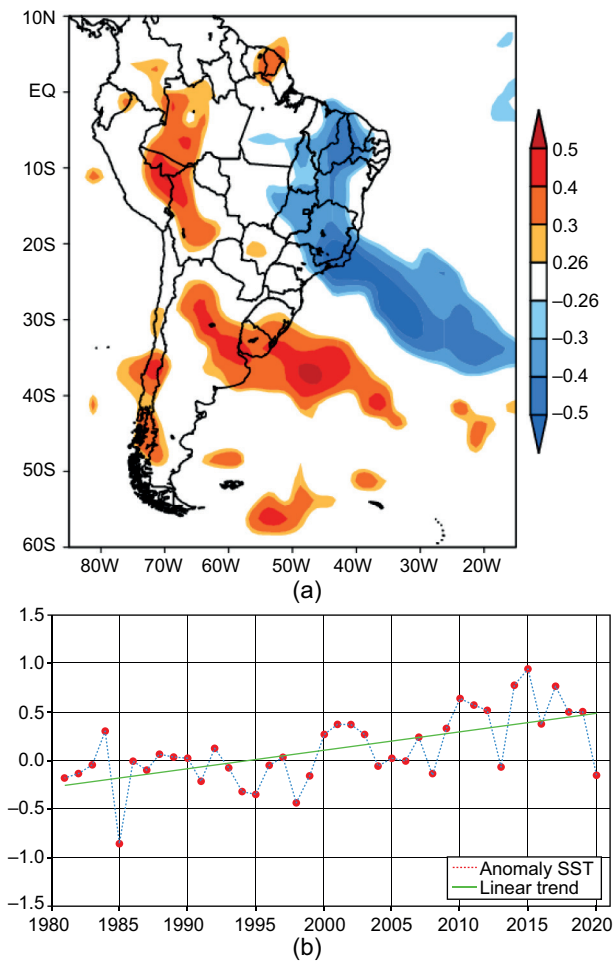 10N
EQ
10S
20S
30S
40S
50S
60S
80W 70W 60W 50W 40W 30W 20W
0.5
0.4
0.3
0.26
−0.26
−0.3
−0.4
−0.5
(a)
1.5
1.0
0.5
0.0
−0.5
−1.0
−1.5
Anomaly SST
Linear trend
1980 1985 1990 1995 2000 2005 2010 2015 2020
(b)